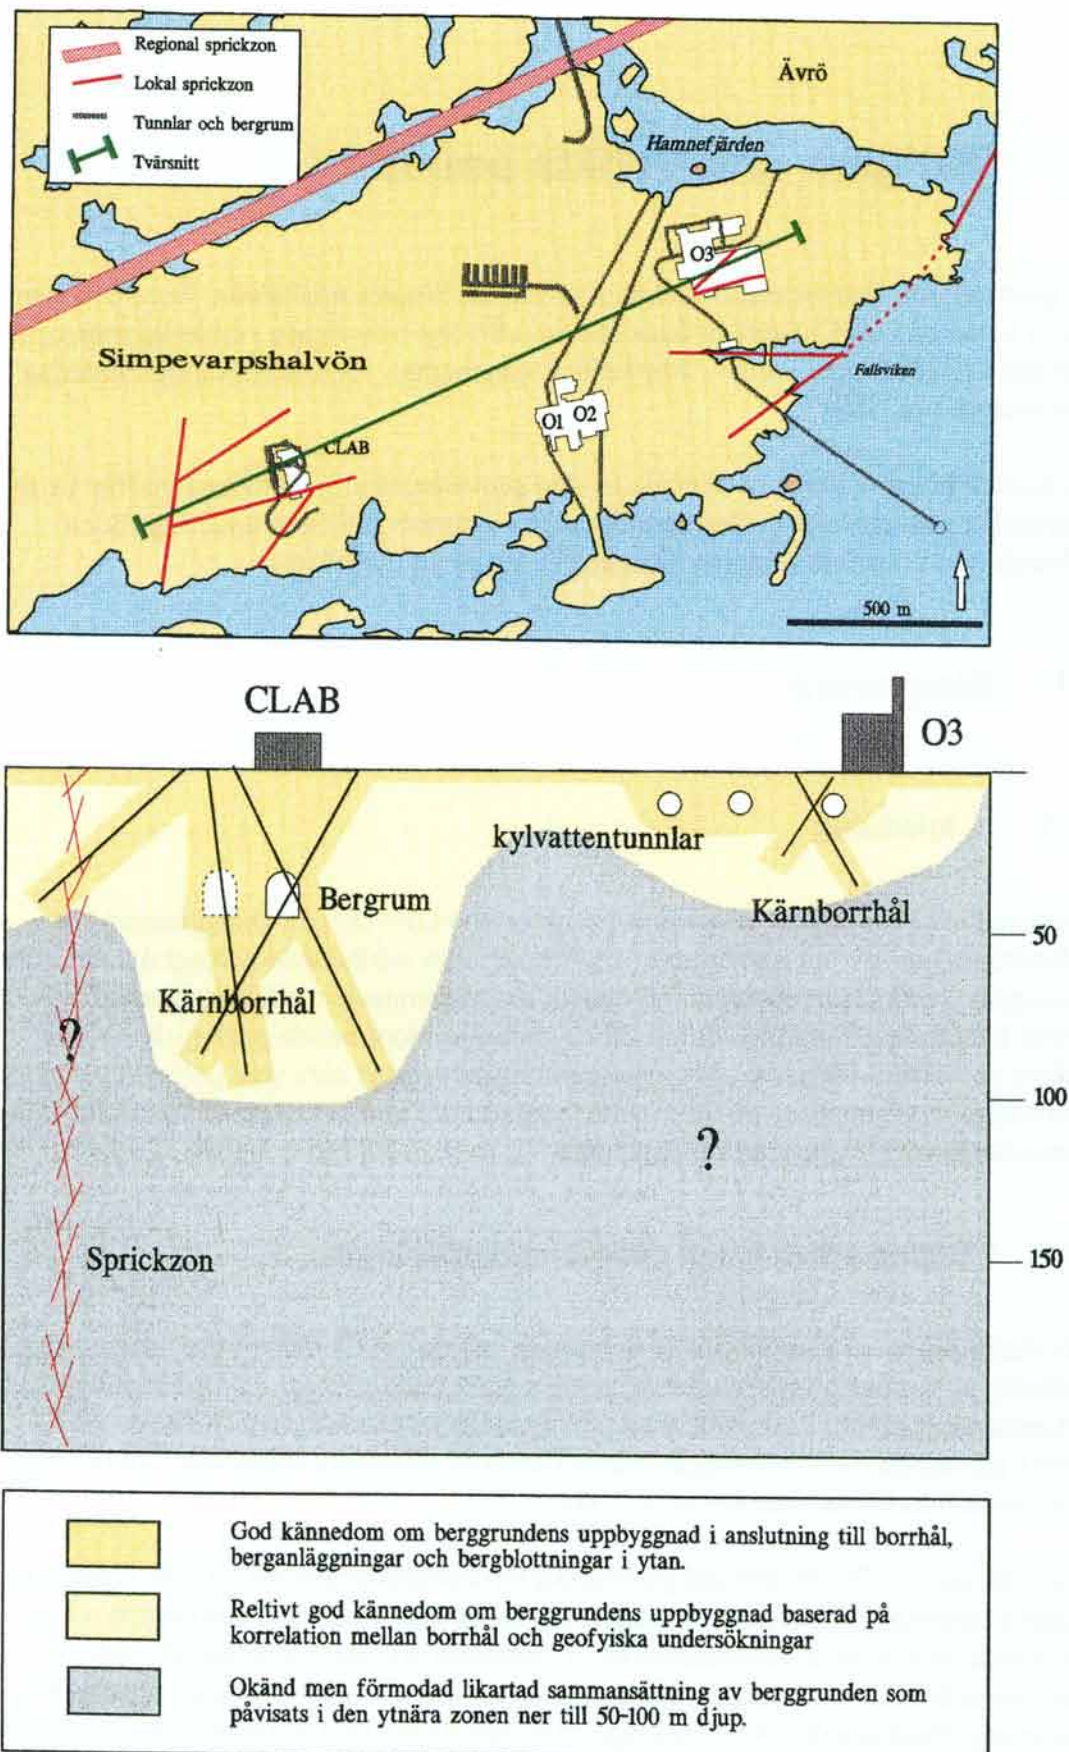 Regional sprickzon
Lokal sprickzon
Tunnlar och bergrum
Tvärsnitt
Ävrö
Hamnefjärden
O3
Simpevarpshalvön
Fallsviken
O1 O2
CLAB
500 m
CLAB
O3
kylvattentunnlar
Bergrum
Kärnborrhål
50
Kärnborrhål
?
100
?
Sprickzon
150
God kännedom om berggrundens uppbyggnad i anslutning till borrhål,
berganläggningar och bergblottningar i ytan.
Reltivt god kännedom om berggrundens uppbyggnad baserad på
korrelation mellan borrhål och geofyiska undersökningar
Okänd men förmodad likartad sammansättning av berggrunden som
påvisats i den ytnära zonen ner till 50-100 m djup.